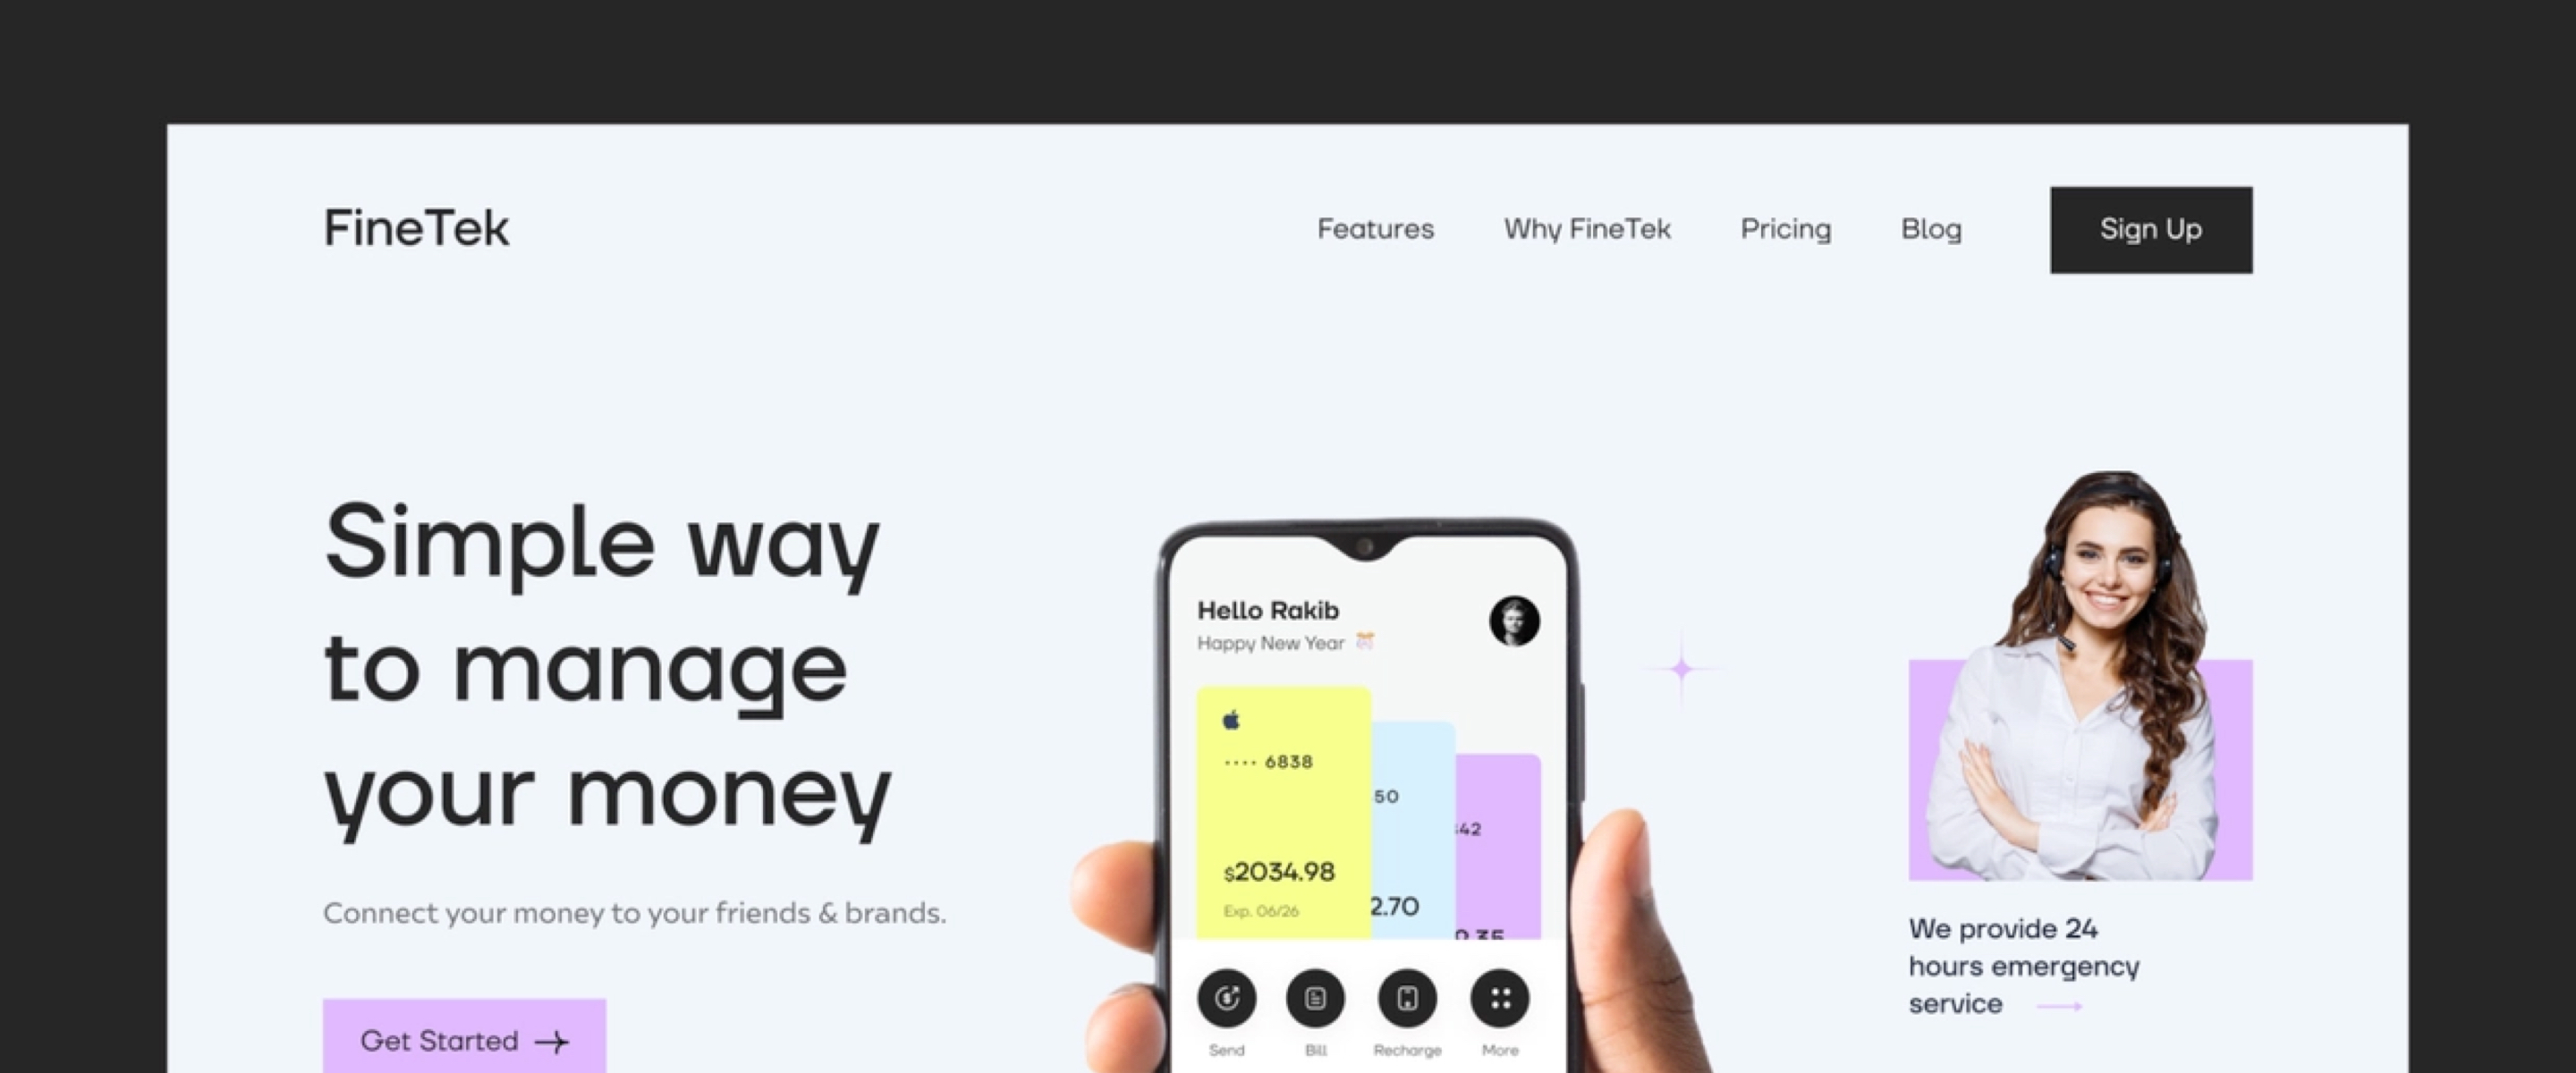 FineTek
Features
Why FineTek
Pricing
Blog
Sign Up
Simple way
to manage
your money
Connect your money to your friends & brands.
Get Started
Hello Rakib
Happy New Year
•••• 6838
$2034.98
Exp. 06/26
50
2.70
42
Send
Bill
Recharge
More
We provide 24
hours emergency
service